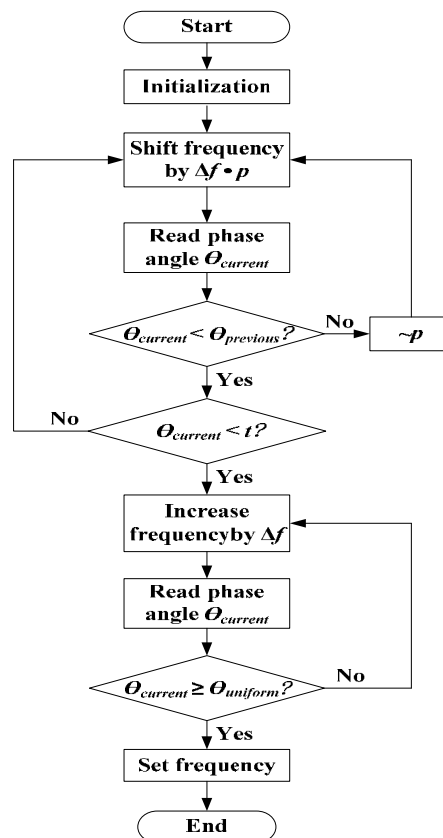 Start
Initialization
Shift frequency
by Δf • p
Read phase
angle Θcurrent
Θcurrent < Θprevious?
No
~p
Yes
No
Θcurrent < t?
Yes
Increase
frequencyby Δf
Read phase
angle Θcurrent
Θcurrent ≥ Θuniform?
No
Yes
Set frequency
End